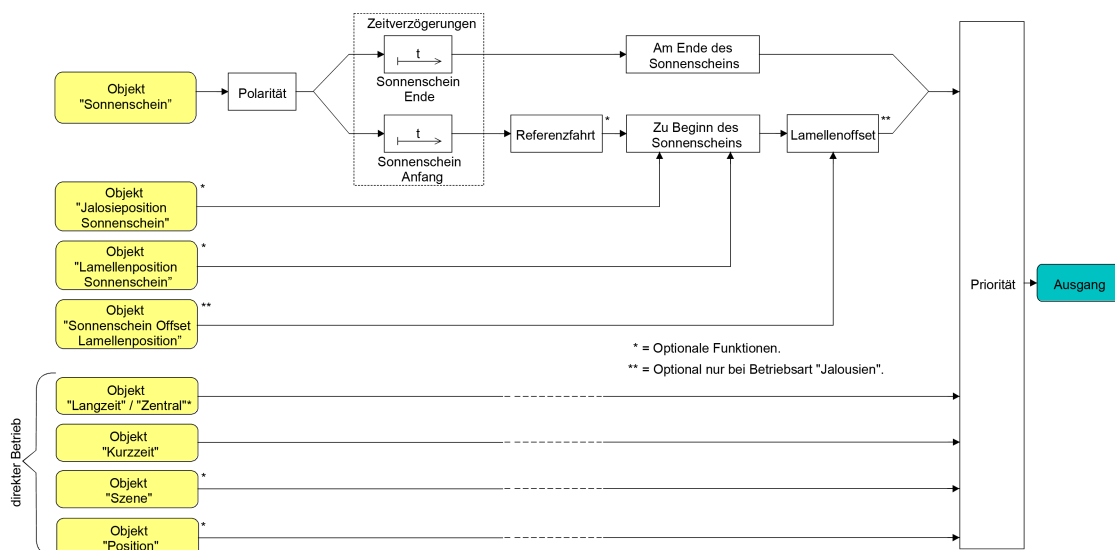 Zeitverzögerungen
t
Sonnenschein
Ende
Am Ende des
Sonnenscheins
Objekt
"Sonnenschein”
Polarität
t
Sonnenschein
Anfang
Referenzfahrt
*
Zu Beginn des
Sonnenscheins
Lamellenoffset
**
Objekt
"Jalosieposition
Sonnenschein"
*
Objekt
"Lamellenposition
Sonnenschein”
*
Objekt
"Sonnenschein Offset
Lamellenposition”
**
Priorität
Ausgang
* = Optionale Funktionen.
** = Optional nur bei Betriebsart "Jalousien".
direkter Betrieb
Objekt
"Langzeit" / "Zentral"*
Objekt
"Kurzzeit"
Objekt
"Szene"
*
Objekt
"Position"
*